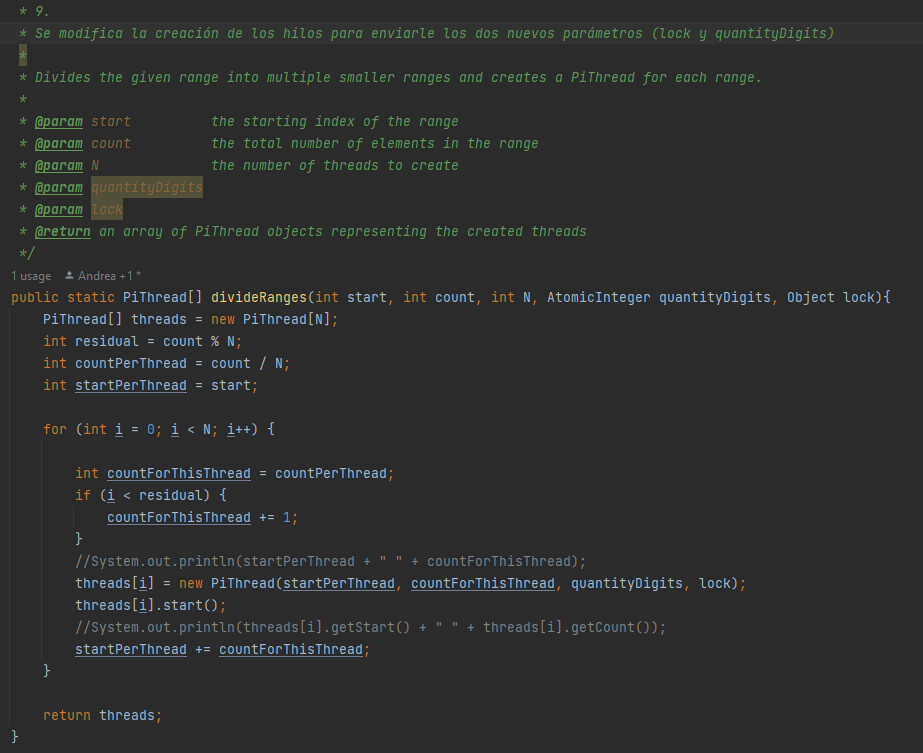 * 9.
* Se modifica la creación de los hilos para enviarle los dos nuevos parámetros (lock y quantityDigits)
*
* Divides the given range into multiple smaller ranges and creates a PiThread for each range.
*
* @param start          the starting index of the range
* @param count          the total number of elements in the range
* @param N              the number of threads to create
* @param quantityDigits
* @param lock
* @return an array of PiThread objects representing the created threads
*/
1 usage   Andrea +1 *
public static PiThread[] divideRanges(int start, int count, int N, AtomicInteger quantityDigits, Object lock){
    PiThread[] threads = new PiThread[N];
    int residual = count % N;
    int countPerThread = count / N;
    int startPerThread = start;

    for (int i = 0; i < N; i++) {

        int countForThisThread = countPerThread;
        if (i < residual) {
            countForThisThread += 1;
        }
        //System.out.println(startPerThread + " " + countForThisThread);
        threads[i] = new PiThread(startPerThread, countForThisThread, quantityDigits, lock);
        threads[i].start();
        //System.out.println(threads[i].getStart() + " " + threads[i].getCount());
        startPerThread += countForThisThread;
    }

    return threads;
}